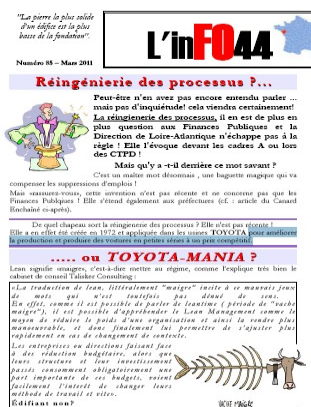 "La pierre la plus solide
d'un édifice est la plus
basse de la fondation".
L'inFO44
Numéro 85 – Mars 2011
Réingénierie des processus ?...
Peut-être n'en avez pas encore entendu parler ...
mais pas d'inquiétude! cela viendra certainement!
La réingénierie des processus, il en est de plus en
plus question aux Finances Publiques et la
Direction de Loire-Atlantique n'échappe pas à la
règle ! Elle l'évoque devant les cadres A ou lors
des CTPD !
Mais qu'y a -t-il derrière ce mot savant ?
C'est un maître mot désormais , une baguette magique qui va
compenser les suppressions d'emplois !
Mais rassurez-vous, cette invention n'est pas récente et ne concerne pas que les
Finances Publiques ! Elle s'étend également aux préfectures (cf. : article du Canard
Enchaîné ci-après).
De quel chapeau sort la réingénierie des processus ? Elle n'est pas récente !
Elle a en effet été créée en 1972 et appliquée dans les usines TOYOTA pour améliorer
la production et produire des voitures en petites séries à un prix compétitif.
..... ou TOYOTA-MANIA ?
Lean signifie maigre, c'est-à-dire mettre au régime, comme l'explique très bien le
cabinet de conseil Talisker Consulting :
«La traduction de lean, littéralement "maigre" incite à se mauvais jeux
de mots qui n'est toutefois pas dénué de sens.
En effet, comme il est possible de parler de leantime ( période de "vache
maigre"), il est possible d'appréhender le Lean Management comme le
moyen de réduire le poids d'une organisation et ainsi la rendre plus
manoeuvrable, et donc finalement lui permettre de s'ajuster plus
rapidement en cas de changement de contexte.
Les entreprises ou directions faisant face
à des réduction budgétaire, alors que
leurs structure et leur investissement
passés consomment obligatoirement une
part importante de ces budgets, voient
facilement l'intérêt de changer leurs
méthode de travail et vitco.
Édifiant non?
VACHE MAIGRE